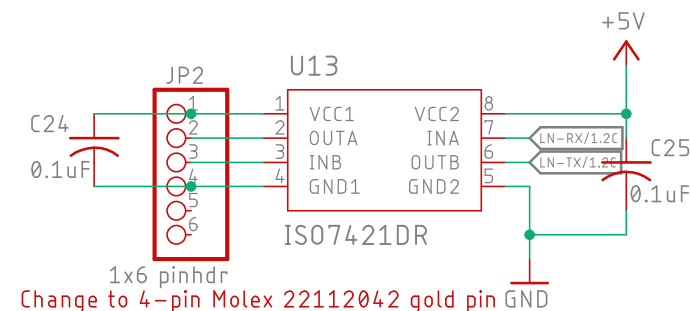 +5V
U13
JP2
1 1 VCC1 VCC2 8
C24 2 2 OUTA INA 7 LN-RX/1.2C
3 3 INB OUTB 6 LN-TX/1.2C C25
0.1uF 4 4 GND1 GND2 5
5 0.1uF
6 ISO7421DR
1x6 pinhdr
Change to 4-pin Molex 22112042 gold pin GND